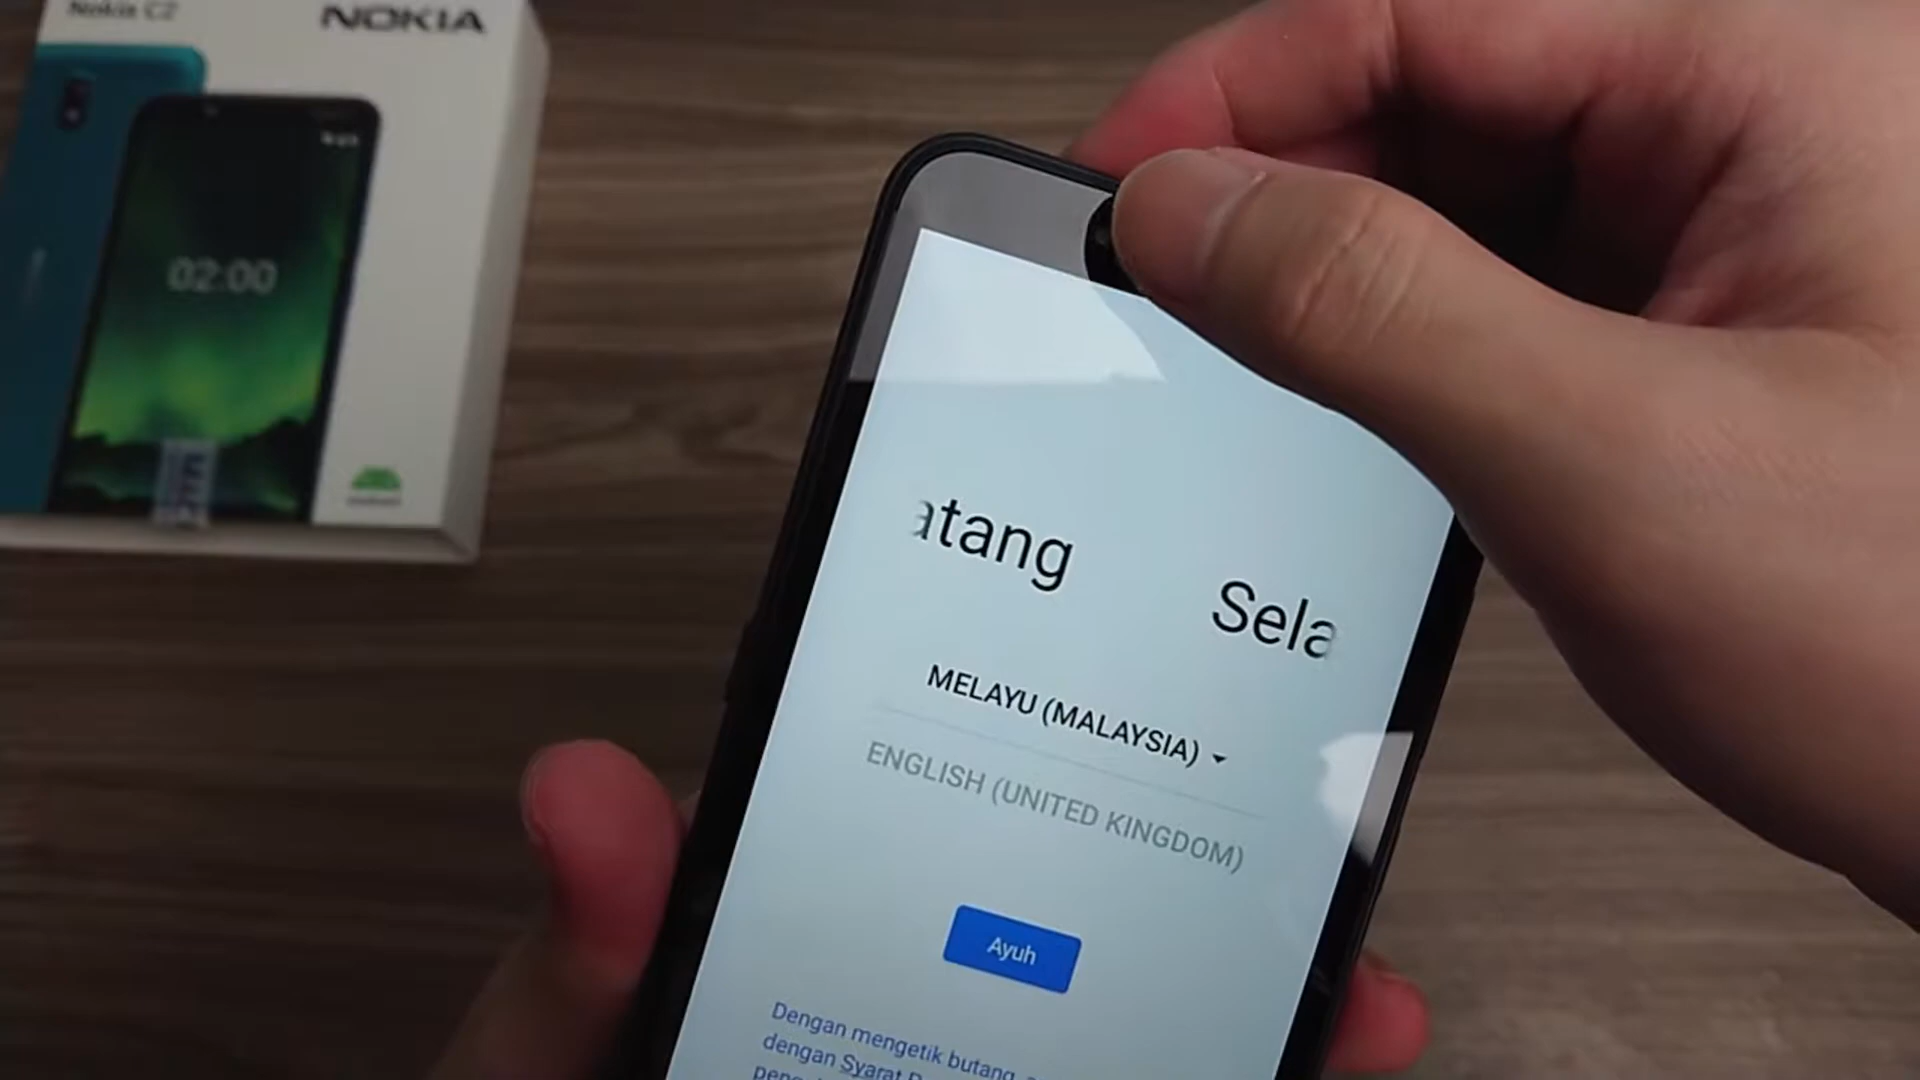 Nokia C2
NOKIA
02:00
atang Sela
MELAYU (MALAYSIA)
ENGLISH (UNITED KINGDOM)
Ayuh
Dengan mengetik butang
dengan Syarat